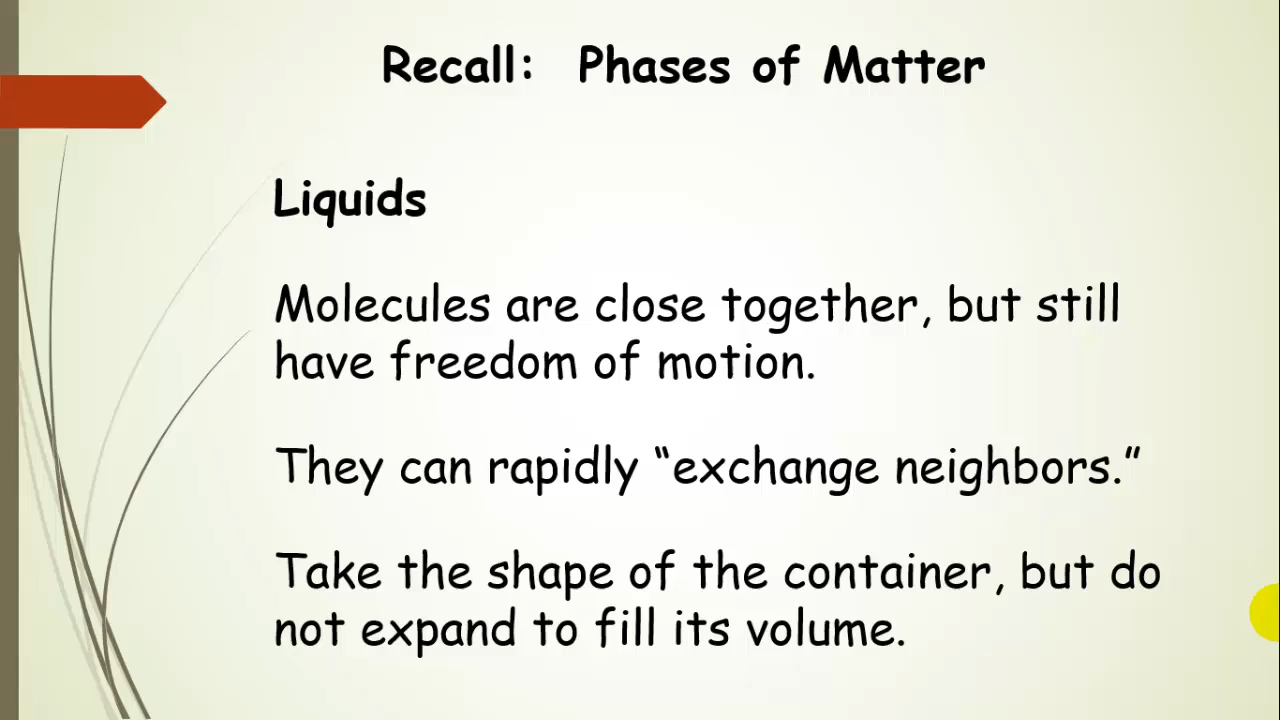 Recall:  Phases of Matter
Liquids
Molecules are close together, but still
have freedom of motion.
They can rapidly “exchange neighbors.”
Take the shape of the container, but do
not expand to fill its volume.